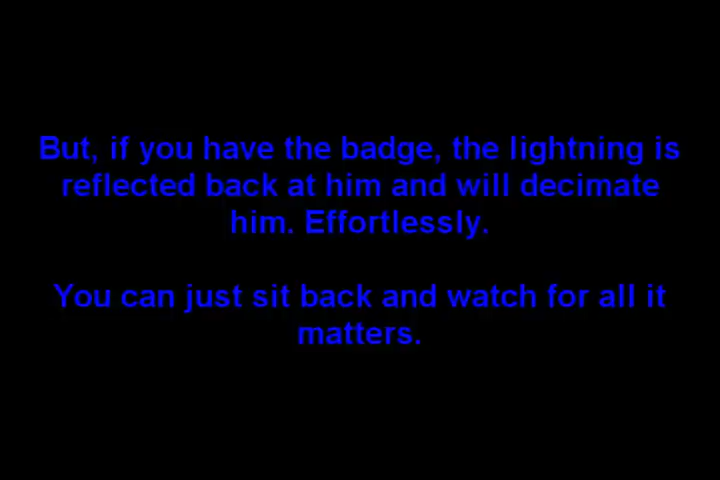 But, if you have the badge, the lightning is
reflected back at him and will decimate
him. Effortlessly.
You can just sit back and watch for all it
matters.